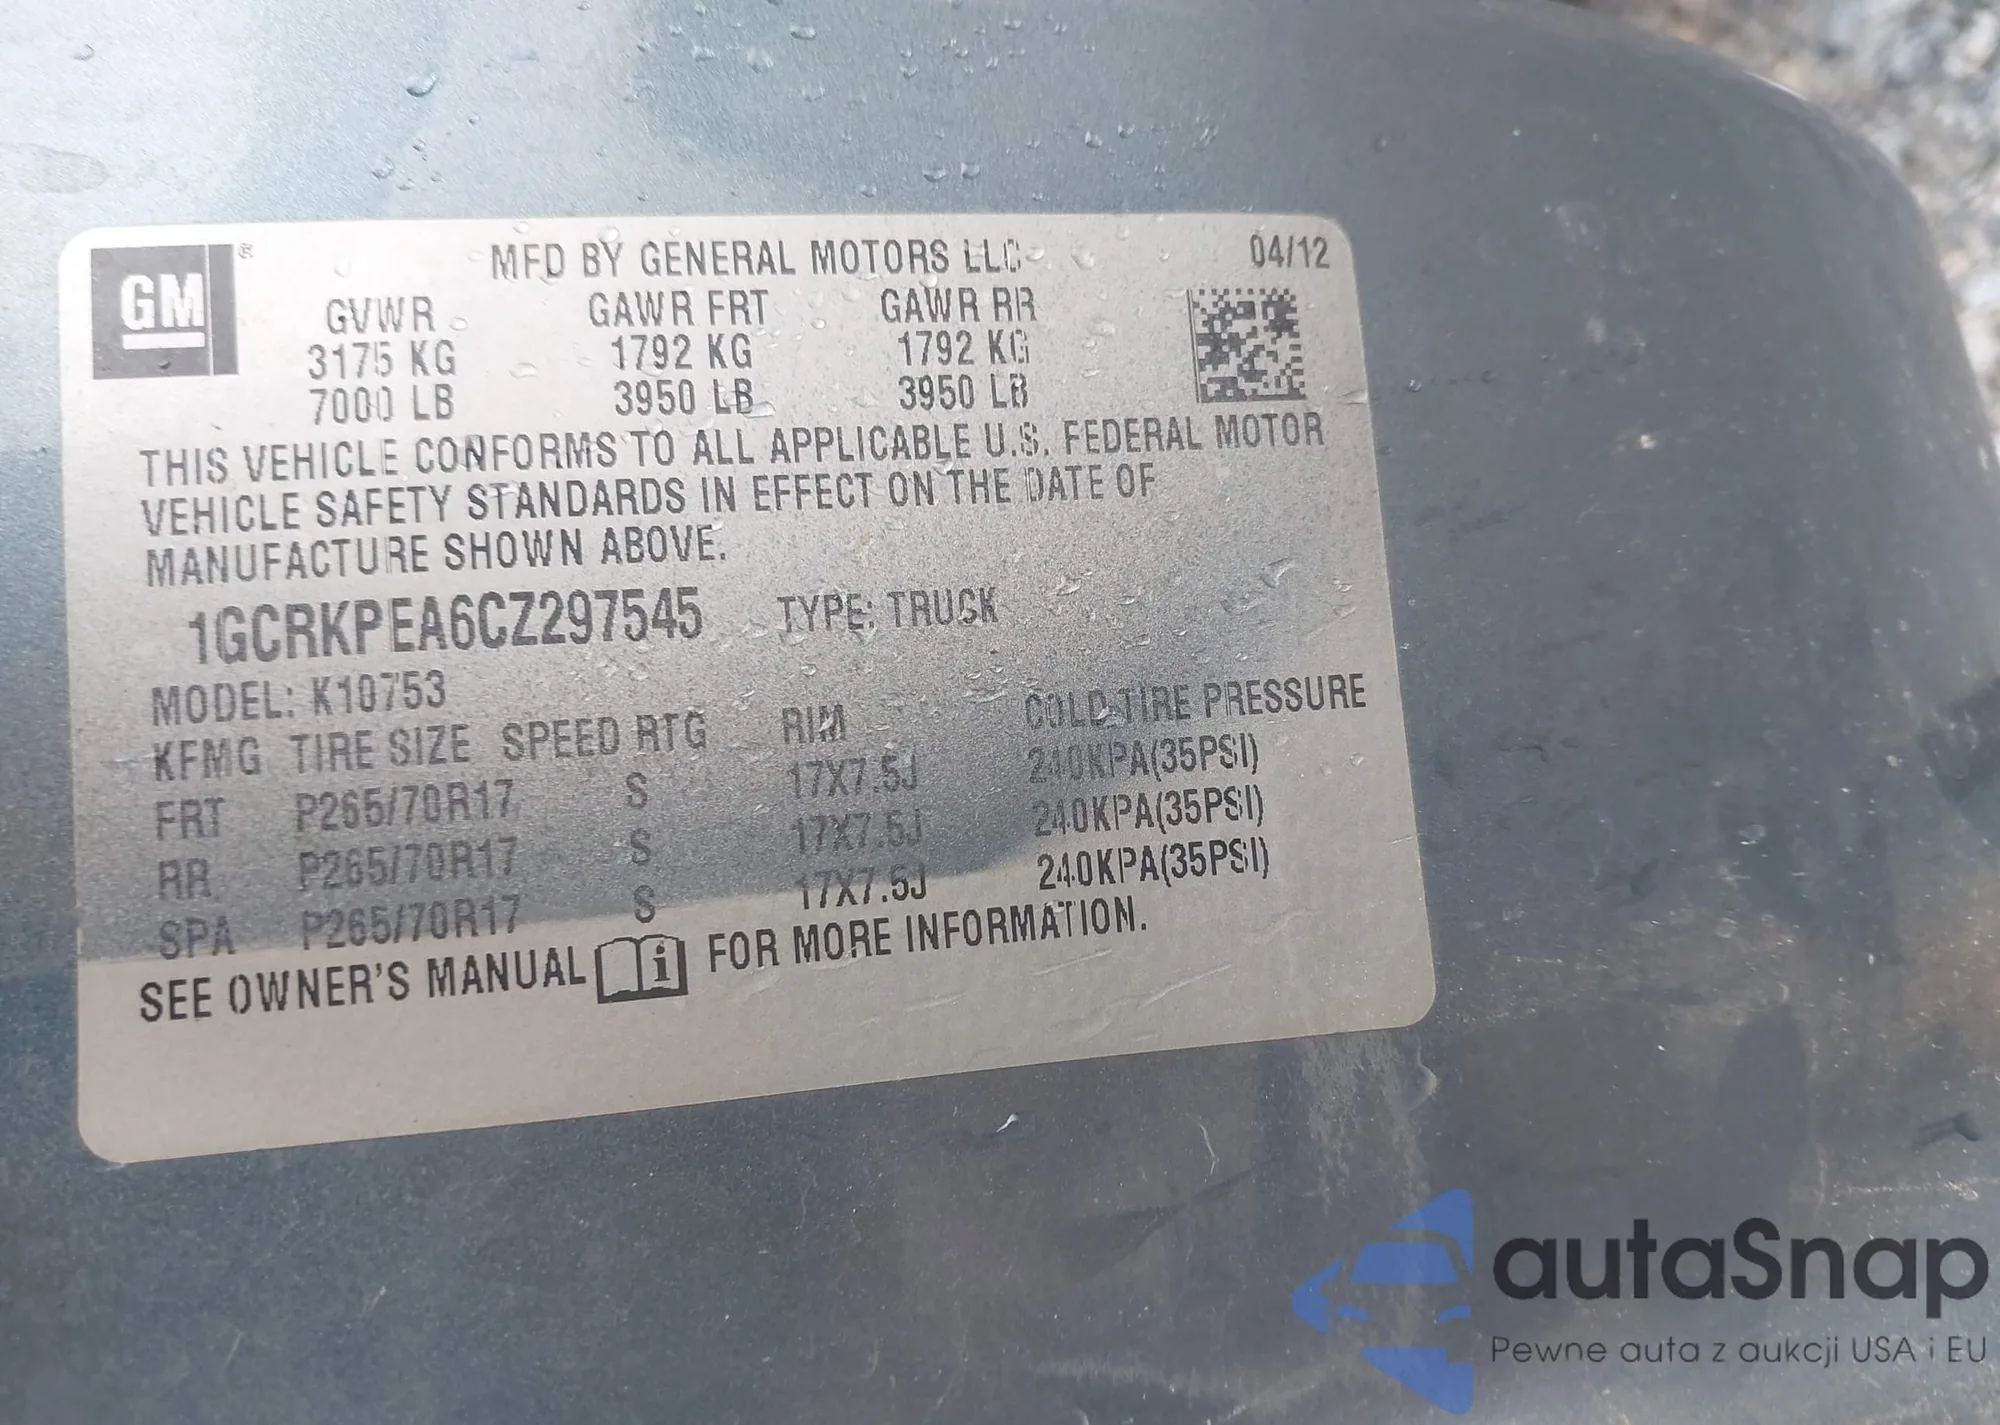 GM ®
MFD BY GENERAL MOTORS LLC 04/12
GVWR GAWR FRT GAWR RR
3175 KG 1792 KG 1792 KG
7000 LB 3950 LB 3950 LB
THIS VEHICLE CONFORMS TO ALL APPLICABLE U.S. FEDERAL MOTOR
VEHICLE SAFETY STANDARDS IN EFFECT ON THE DATE OF
MANUFACTURE SHOWN ABOVE.
1GCRKPEA6CZ297545 TYPE: TRUCK
MODEL: K10753
KFMG TIRE SIZE SPEED RTG RIM COLD TIRE PRESSURE
FRT P265/70R17 S 17X7.5J 240KPA(35PSI)
RR P265/70R17 S 17X7.5J 240KPA(35PSI)
SPA P265/70R17 S 17X7.5J 240KPA(35PSI)
SEE OWNER'S MANUAL i FOR MORE INFORMATION.
autaSnap
Pewne auta z aukcji USA i EU